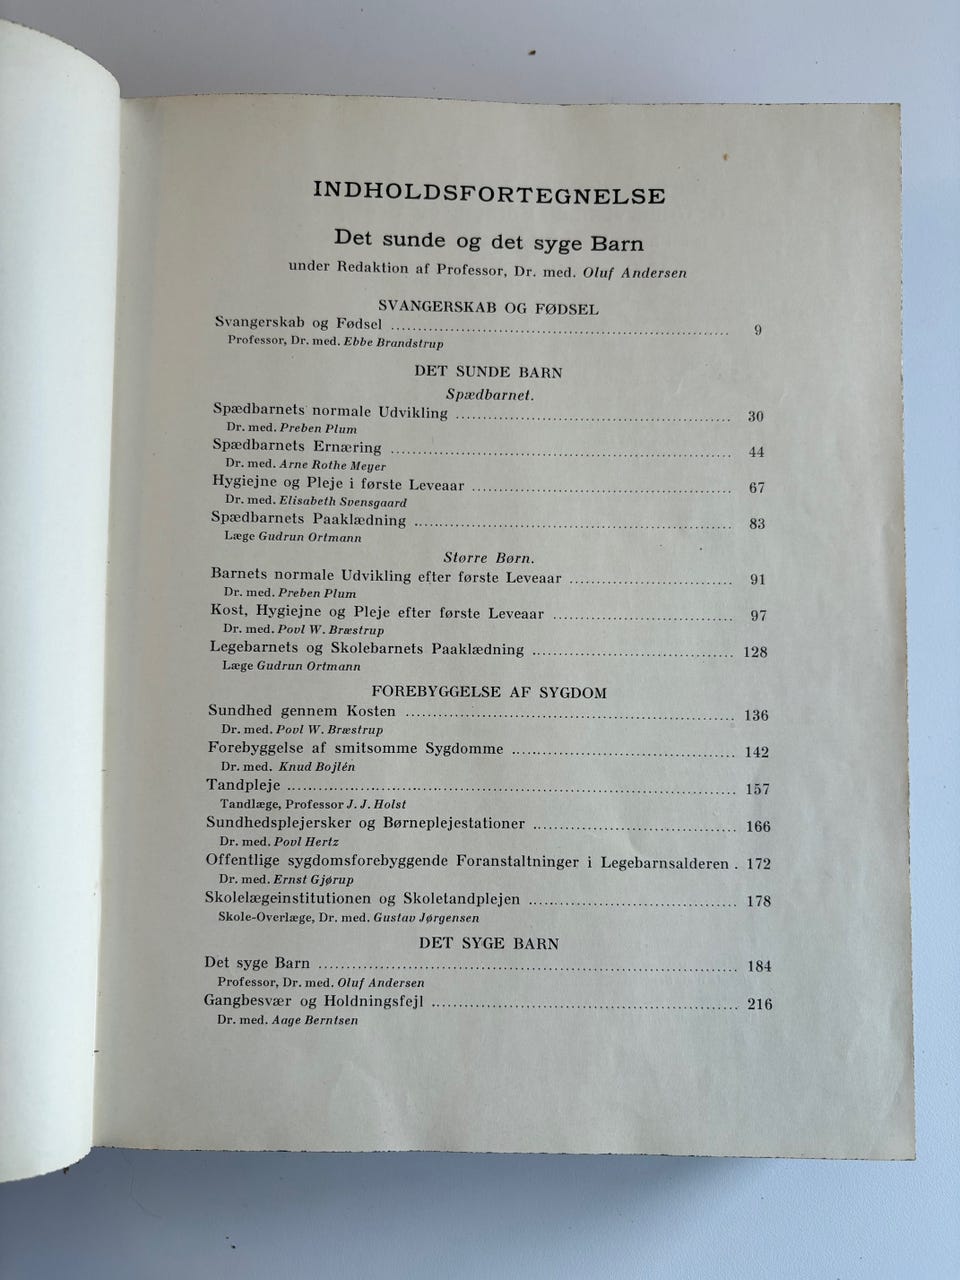 INDHOLDSFORTEGNELSE
Det sunde og det syge Barn
under Redaktion af Professor, Dr. med. Oluf Andersen
SVANGERSKAB OG FØDSEL
Svangerskab og Fødsel ........................................ 9
Professor, Dr. med. Ebbe Brandstrup
DET SUNDE BARN
Spædbarnet.
Spædbarnets normale Udvikling ........................................ 30
Dr. med. Preben Plum
Spædbarnets Ernæring ........................................ 44
Dr. med. Arne Rothe Meyer
Hygiejne og Pleje i første Leveaar ........................................ 67
Dr. med. Elisabeth Svensgaard
Spædbarnets Paaklædning ........................................ 83
Læge Gudrun Ortmann
Større Børn.
Barnets normale Udvikling efter første Leveaar ........................................ 91
Dr. med. Preben Plum
Kost, Hygiejne og Pleje efter første Leveaar ........................................ 97
Dr. med. Povl W. Bræstrup
Legebarnets og Skolebarnets Paaklædning ........................................ 128
Læge Gudrun Ortmann
FOREBYGGELSE AF SYGDOM
Sundhed gennem Kosten ........................................ 136
Dr. med. Povl W. Bræstrup
Forebyggelse af smitsomme Sygdomme ........................................ 142
Dr. med. Knud Bojlén
Tandpleje ........................................ 157
Tandlæge, Professor J. J. Holst
Sundhedsplejersker og Børneplejestationer ........................................ 166
Dr. med. Povl Hertz
Offentlige sygdomsforebyggende Foranstaltninger i Legebarnsalderen . 172
Dr. med. Ernst Gjørup
Skolelægeinstitutionen og Skoletandplejen ........................................ 178
Skole-Overlæge, Dr. med. Gustav Jørgensen
DET SYGE BARN
Det syge Barn ........................................ 184
Professor, Dr. med. Oluf Andersen
Gangbesvær og Holdningsfejl ........................................ 216
Dr. med. Aage Berntsen